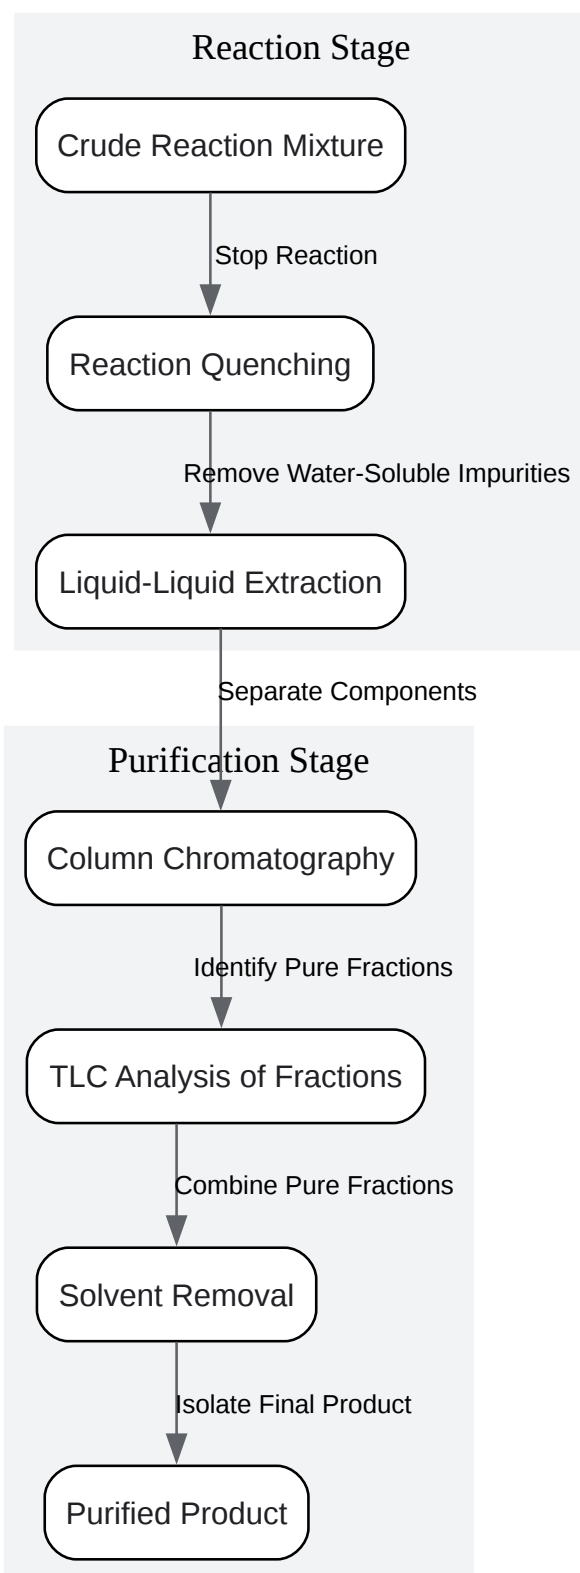 Reaction Stage
Crude Reaction Mixture
Stop Reaction
Reaction Quenching
Remove Water-Soluble Impurities
Liquid-Liquid Extraction
Separate Components
Purification Stage
Column Chromatography
Identify Pure Fractions
TLC Analysis of Fractions
Combine Pure Fractions
Solvent Removal
Isolate Final Product
Purified Product